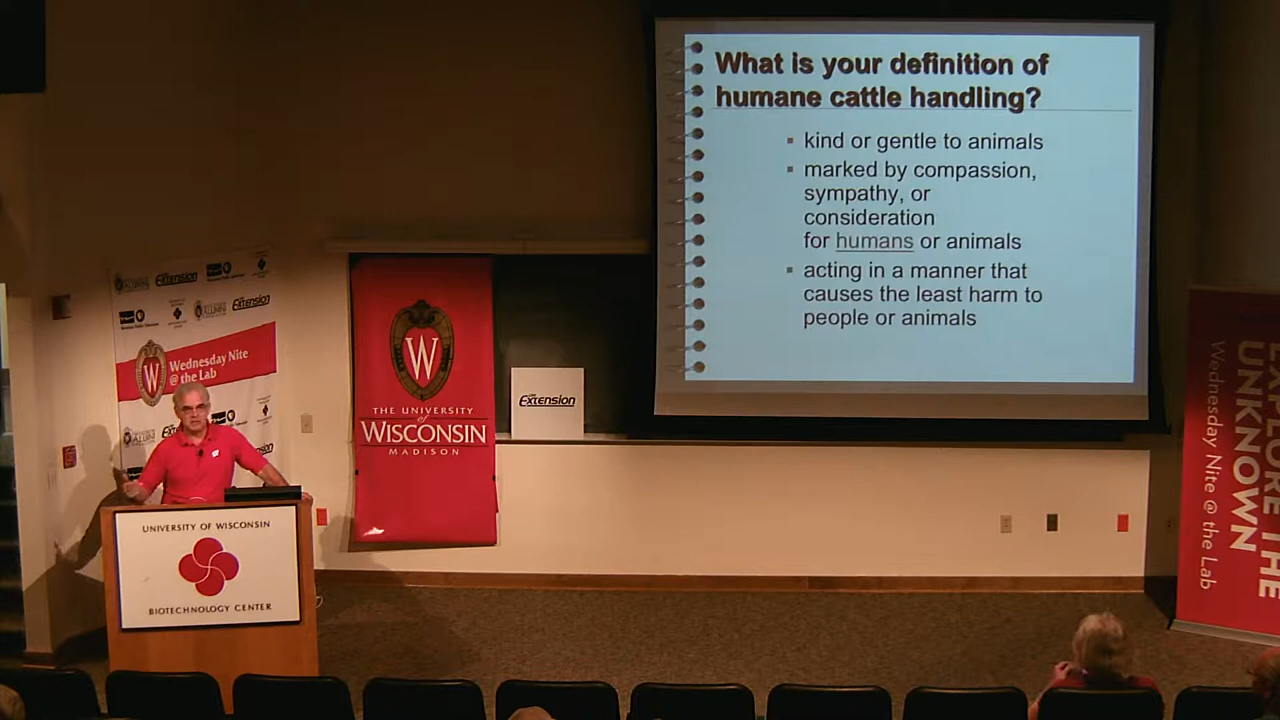 What is your definition of
humane cattle handling?
kind or gentle to animals
marked by compassion,
sympathy, or
consideration
for humans or animals
acting in a manner that
causes the least harm to
people or animals
Extension
Extension
Wednesday Nite
@ the Lab
W
THE UNIVERSITY
of
WISCONSIN
MADISON
Extension
UNIVERSITY OF WISCONSIN
BIOTECHNOLOGY CENTER
EXPLORE THE
UNKNOWN
Wednesday Nite @ the Lab